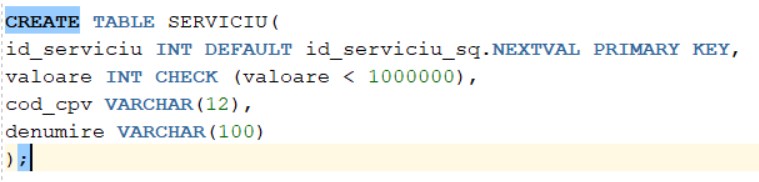 CREATE TABLE SERVICIU(
id_serviciu INT DEFAULT id_serviciu_sq.NEXTVAL PRIMARY KEY,
valoare INT CHECK (valoare < 1000000),
cod_cpv VARCHAR(12),
denumire VARCHAR(100)
);